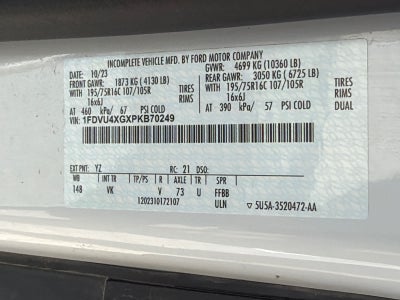 INCOMPLETE VEHICLE MFD. BY FORD MOTOR COMPANY
DATE: 10/23 GVWR: 4699 KG (10360 LB)
FRONT GAWR: 1873 KG ( 4130 LB) REAR GAWR: 3050 KG ( 6725 LB)
WITH 195/75R16C 107/105R TIRES WITH 195/75R16C 107/105R TIRES
16x6J RIMS 16x6J RIMS
AT 460 kPa/ 67 PSI COLD AT 390 kPa/ 57 PSI COLD
VIN: 1FDVU4XGXPKB70249
EXT PNT: YZ RC: 21 DSO:
WB INT TR TP/PS R AXLE TR SPR
148 VK V 73 U FFBB
1202310172107 ULN 5U5A-3520472-AA